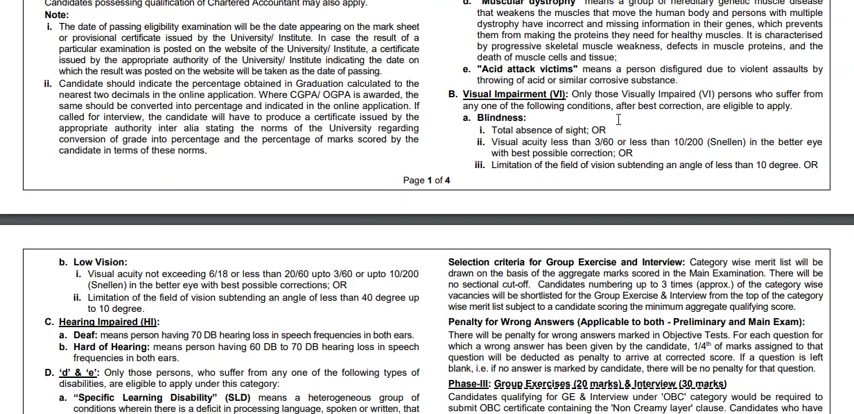 Candidates possessing qualification of Chartered Accountant may also apply.
Note:
i. The date of passing eligibility examination will be the date appearing on the mark sheet
or provisional certificate issued by the University/ Institute. In case the result of a
particular examination is posted on the website of the University/ Institute, a certificate
issued by the appropriate authority of the University/ Institute indicating the date on
which the result was posted on the website will be taken as the date of passing.
ii. Candidate should indicate the percentage obtained in Graduation calculated to the
nearest two decimals in the online application. Where CGPA/ OGPA is awarded, the
same should be converted into percentage and indicated in the online application. If
called for interview, the candidate will have to produce a certificate issued by the
appropriate authority inter alia stating the norms of the University regarding
conversion of grade into percentage and the percentage of marks scored by the
candidate in terms of these norms.
d. "Muscular dystrophy" means a group of hereditary genetic muscle disease
that weakens the muscles that move the human body and persons with multiple
dystrophy have incorrect and missing information in their genes, which prevents
them from making the proteins they need for healthy muscles. It is characterised
by progressive skeletal muscle weakness, defects in muscle proteins, and the
death of muscle cells and tissue;
e. "Acid attack victims" means a person disfigured due to violent assaults by
throwing of acid or similar corrosive substance.
B. Visual Impairment (VI): Only those Visually Impaired (VI) persons who suffer from
any one of the following conditions, after best correction, are eligible to apply.
a. Blindness:
i. Total absence of sight; OR
ii. Visual acuity less than 3/60 or less than 10/200 (Snellen) in the better eye
with best possible correction; OR
iii. Limitation of the field of vision subtending an angle of less than 10 degree. OR
Page 1 of 4
b. Low Vision:
i. Visual acuity not exceeding 6/18 or less than 20/60 upto 3/60 or upto 10/200
(Snellen) in the better eye with best possible corrections; OR
ii. Limitation of the field of vision subtending an angle of less than 40 degree up
to 10 degree.
C. Hearing Impaired (HI):
a. Deaf: means person having 70 DB hearing loss in speech frequencies in both ears.
b. Hard of Hearing: means person having 60 DB to 70 DB hearing loss in speech
frequencies in both ears.
D. 'd' & 'e': Only those persons, who suffer from any one of the following types of
disabilities, are eligible to apply under this category:
a. "Specific Learning Disability" (SLD) means a heterogeneous group of
conditions wherein there is a deficit in processing language, spoken or written, that
Selection criteria for Group Exercise and Interview: Category wise merit list will be
drawn on the basis of the aggregate marks scored in the Main Examination. There will be
no sectional cut-off. Candidates numbering up to 3 times (approx.) of the category wise
vacancies will be shortlisted for the Group Exercise & Interview from the top of the category
wise merit list subject to a candidate scoring the minimum aggregate qualifying score.
Penalty for Wrong Answers (Applicable to both - Preliminary and Main Exam):
There will be penalty for wrong answers marked in Objective Tests. For each question for
which a wrong answer has been given by the candidate, 1/4th of marks assigned to that
question will be deducted as penalty to arrive at corrected score. If a question is left
blank, i.e. if no answer is marked by candidate, there will be no penalty for that question.
Phase-III: Group Exercises (20 marks) & Interview (30 marks)
Candidates qualifying for GE & Interview under 'OBC' category would be required to
submit OBC certificate containing the 'Non Creamy layer' clause. Candidates who have